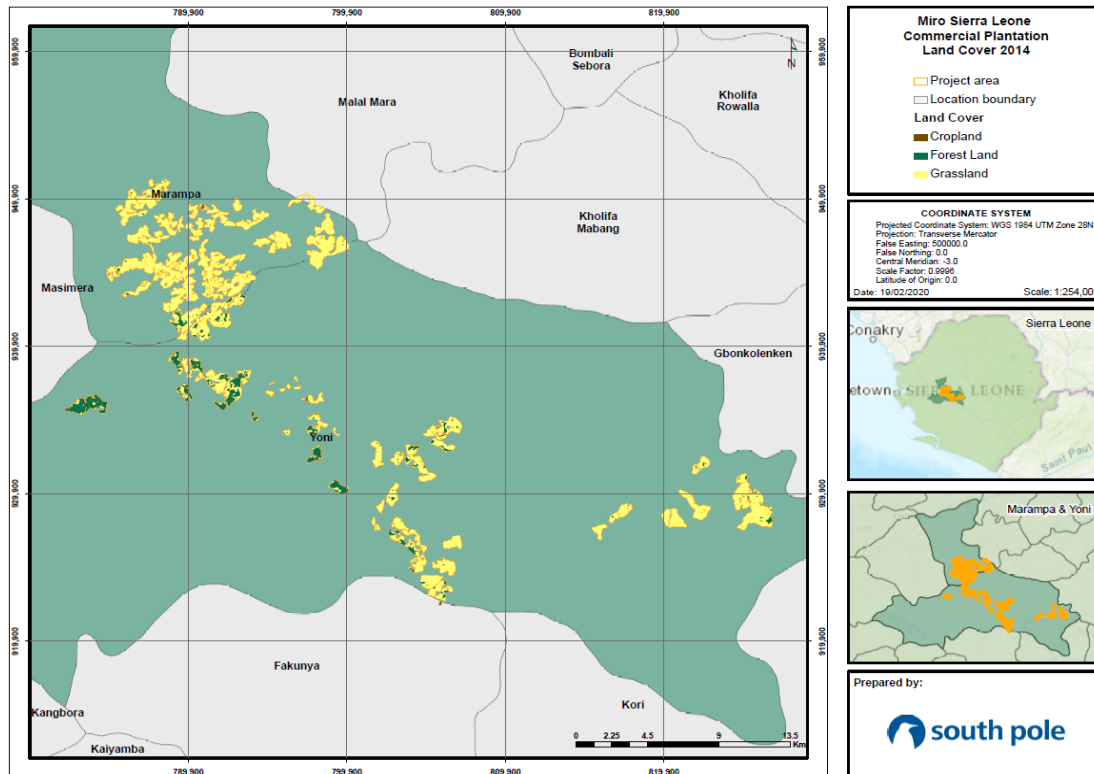 789,900
799,900
809,900
819,900
959,900
959,900
Bombali
Sebora
Malal Mara
Kholifa
Rowalla
949,900
949,900
Marampa
Kholifa
Mabang
Masimera
939,900
939,900
Gbonkolenken
Yoni
929,900
929,900
919,900
919,900
Fakunya
Kori
Kangbora
Kaiyamba
0 2.25 4.5 9 13.5
Km
789,900
799,900
809,900
819,900
Miro Sierra Leone
Commercial Plantation
Land Cover 2014
Project area
Location boundary
Land Cover
Cropland
Forest Land
Grassland
COORDINATE SYSTEM
Projected Coordinate System: WGS 1984 UTM Zone 28N
Projection: Transverse Mercator
False Easting: 500000.0
False Northing: 0.0
Central Meridian: -3.0
Scale Factor: 0.9996
Latitude of Origin: 0.0
Date: 19/02/2020
Scale: 1:254,00
Sierra Leone
Conakry
etown
SIERRA LEONE
Saint Paul
Marampa & Yoni
Prepared by:
south pole